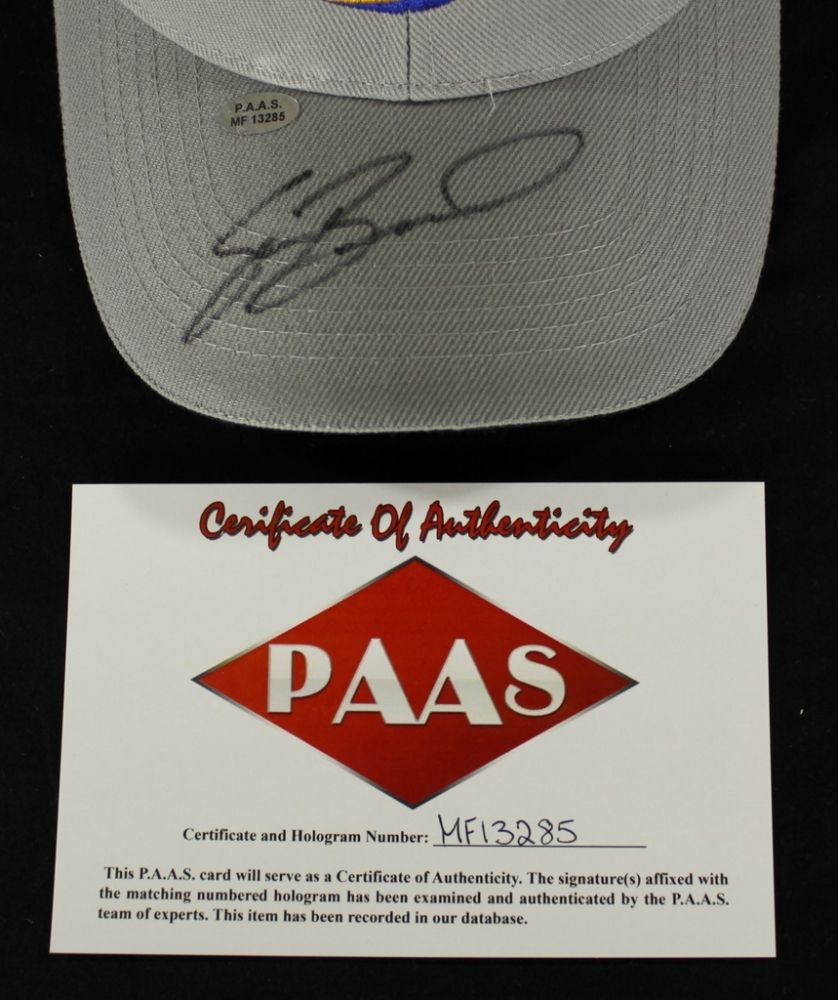 P.A.A.S.
MF 13285
Cerificate Of Authenticity
PAAS
Certificate and Hologram Number: MF13285
This P.A.A.S. card will serve as a Certificate of Authenticity. The signature(s) affixed with
the matching numbered hologram has been examined and authenticated by the P.A.A.S.
team of experts. This item has been recorded in our database.